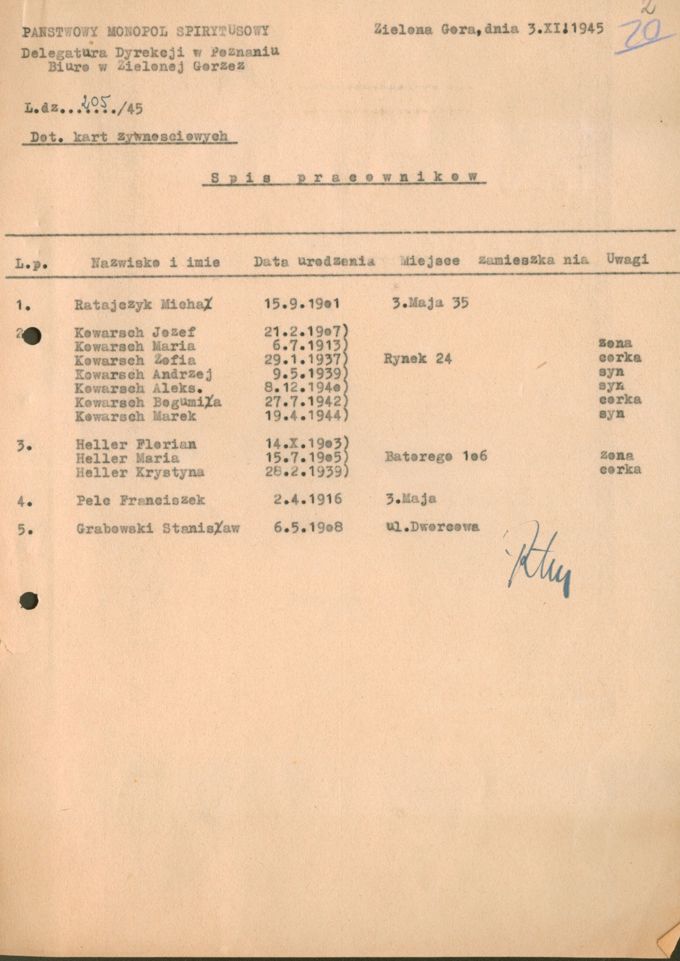 2
20
PANSTWOWY MONOPOL SPIRYTUSOWY Zielona Gora,dnia 3.XI.1945
Delegatura Dyrekcji w Poznaniu
Biuro w Zielonej Gorzez
L.dz...205../45
Dot. kart zywnosciowych
Spis pracownikow
L.p. Nazwisko i imie Data urodzenia Miejsce zamieszka nia Uwagi
1. Ratajczyk Michał 15.9.1901 3.Maja 35
2. Kowarsch Jozef 21.2.1907)
Kowarsch Maria 6.7.1913) zona
Kowarsch Zofia 29.1.1937) Rynek 24 corka
Kowarsch Andrzej 9.5.1939) syn
Kowarsch Aleks. 8.12.1940) syn
Kowarsch Bogumiła 27.7.1942) corka
Kowarsch Marek 19.4.1944) syn
3. Heller Florian 14.X.1903)
Heller Maria 15.7.1905) Batorego 106 zona
Heller Krystyna 28.2.1939) corka
4. Pelc Franciszek 2.4.1916 3.Maja
5. Grabowski Stanisław 6.5.1908 ul.Dworcowa